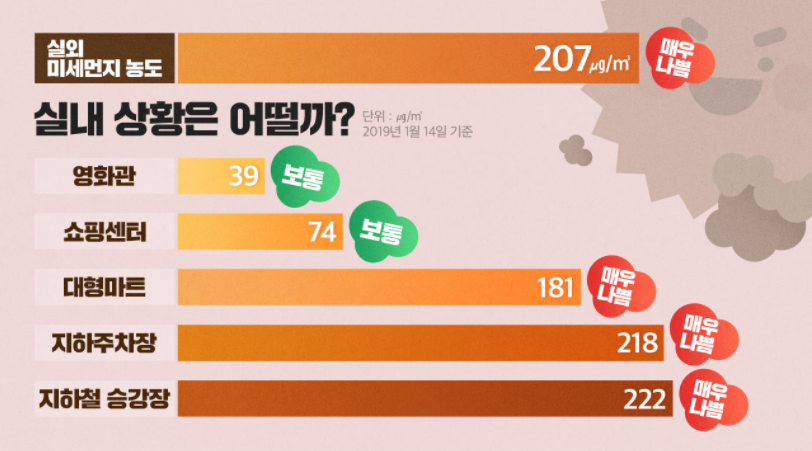 실외
미세먼지 농도
207㎍/㎥
매우
나쁨
실내 상황은 어떨까?
단위 : ㎍/㎥
2019년 1월 14일 기준
영화관
39
보통
쇼핑센터
74
보통
대형마트
181
매우
나쁨
지하주차장
218
매우
나쁨
지하철 승강장
222
매우
나쁨